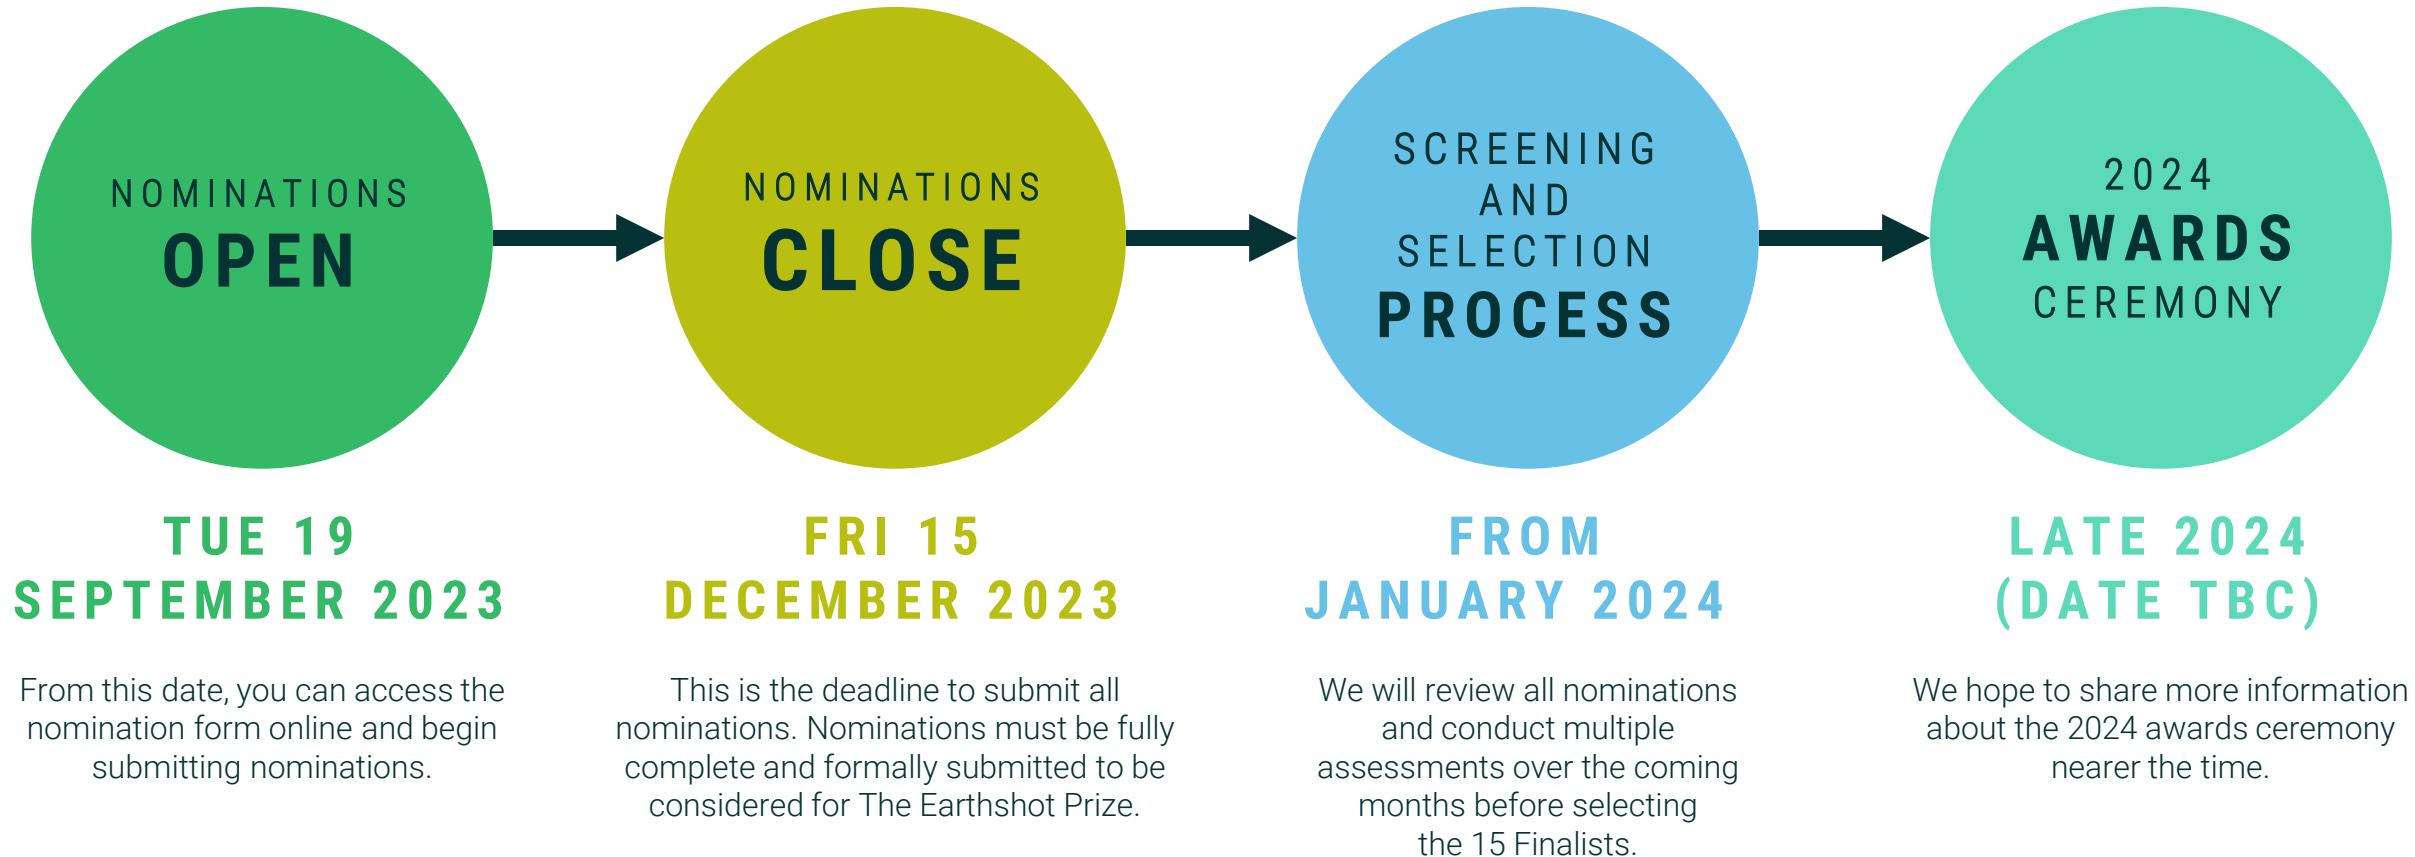 NOMINATIONS
OPEN
TUE 19
SEPTEMBER 2023
From this date, you can access the
nomination form online and begin
submitting nominations.
NOMINATIONS
CLOSE
FRI 15
DECEMBER 2023
This is the deadline to submit all
nominations. Nominations must be fully
complete and formally submitted to be
considered for The Earthshot Prize.
SCREENING
AND
SELECTION
PROCESS
FROM
JANUARY 2024
We will review all nominations
and conduct multiple
assessments over the coming
months before selecting
the 15 Finalists.
2024
AWARDS
CEREMONY
LATE 2024
(DATE TBC)
We hope to share more information
about the 2024 awards ceremony
nearer the time.